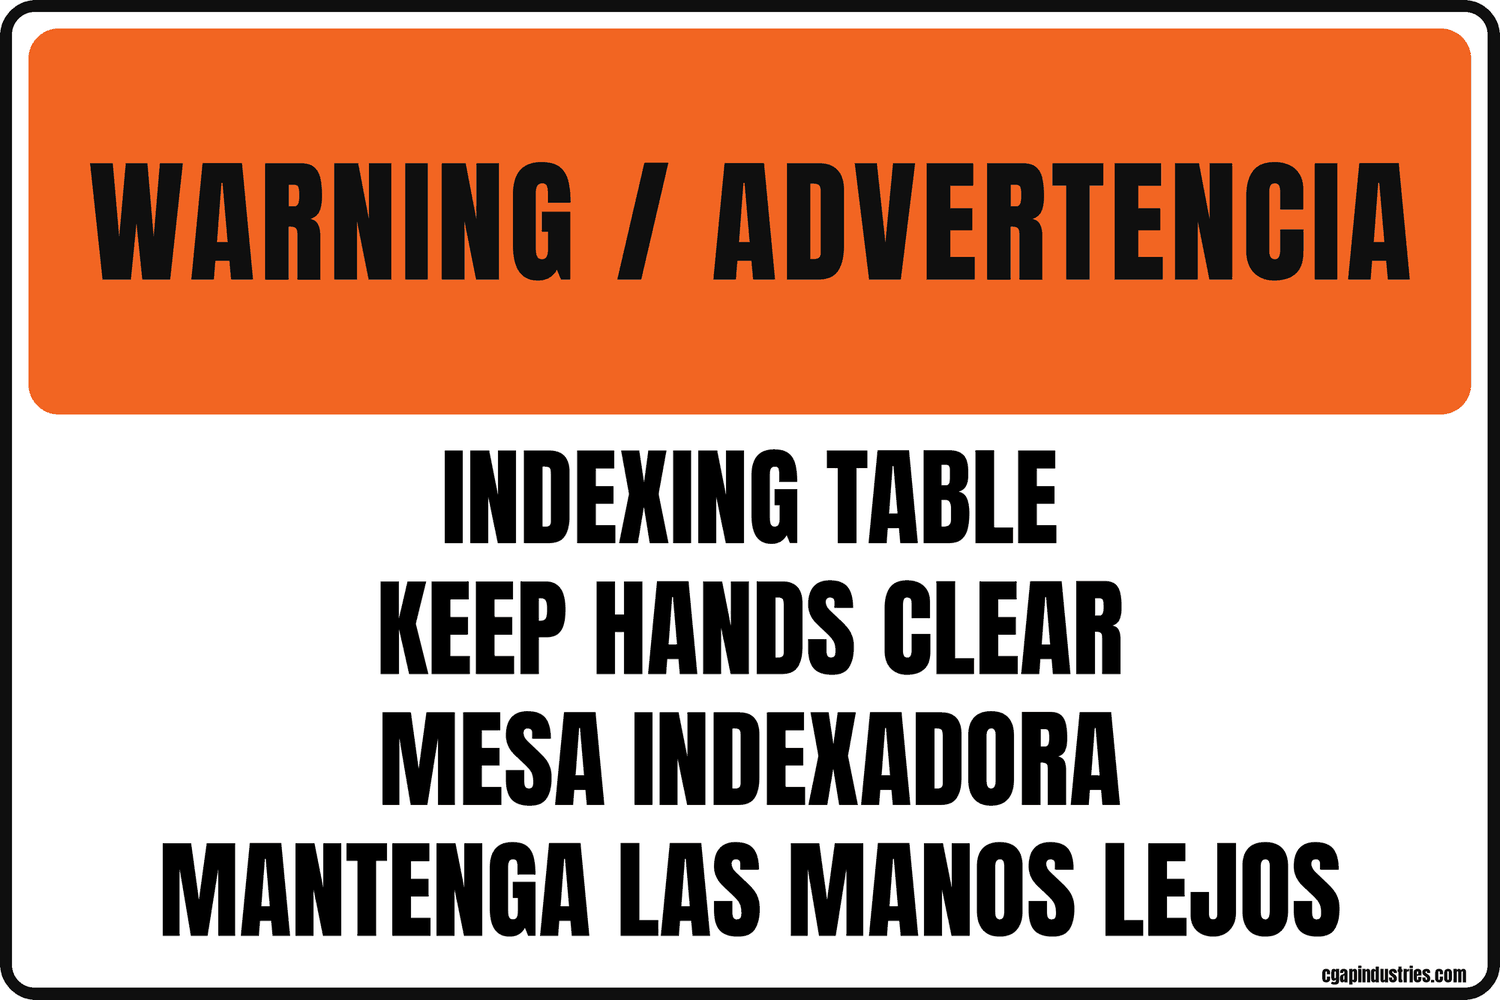 WARNING / ADVERTENCIA
INDEXING TABLE
KEEP HANDS CLEAR
MESA INDEXADORA
MANTENGA LAS MANOS LEJOS
cgapindustries.com